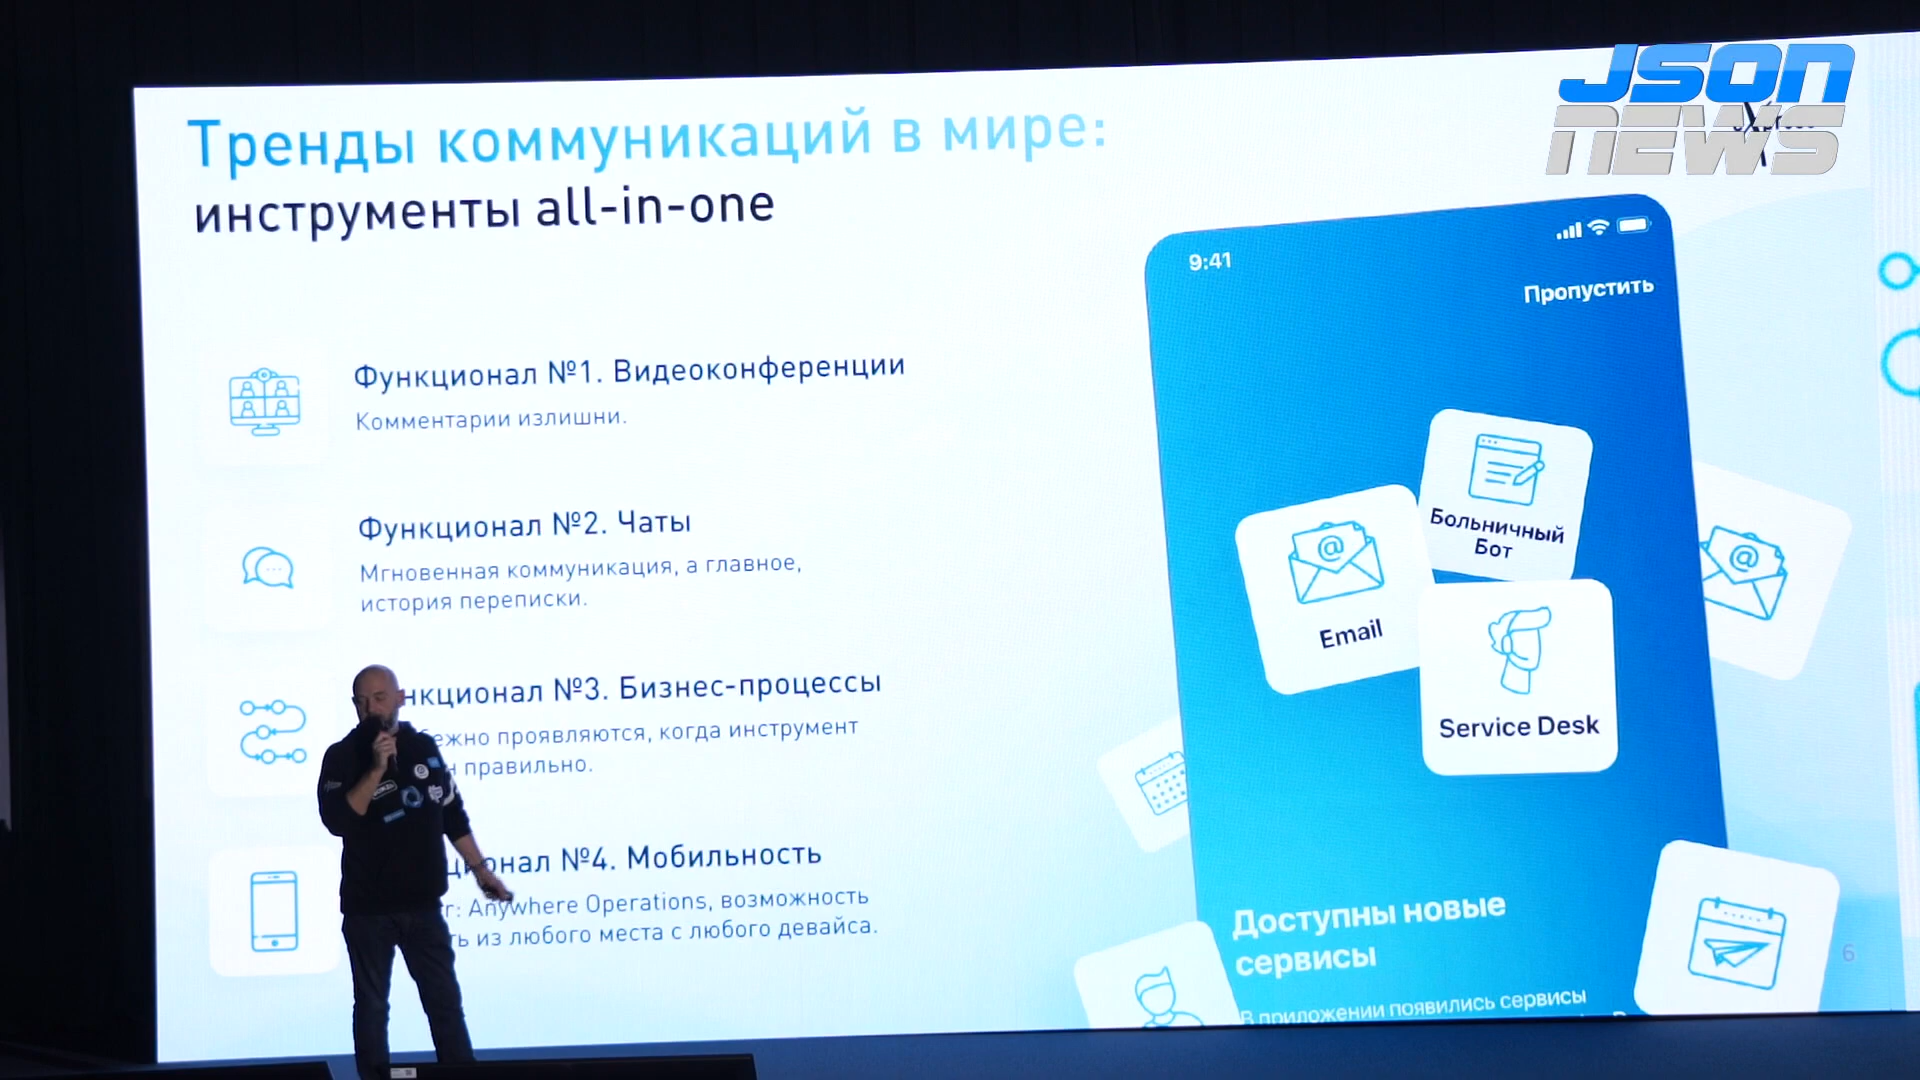 JSON
NEWS
Тренды коммуникаций в мире:
инструменты all-in-one
Функционал №1. Видеоконференции
Комментарии излишни.
Функционал №2. Чаты
Мгновенная коммуникация, а главное,
история переписки.
нкционал №3. Бизнес-процессы
ежно проявляются, когда инструмент
н правильно.
ционал №4. Мобильность
r: Anywhere Operations, возможность
ть из любого места с любого девайса.
9:41
Пропустить
Больничный
Бот
Email
Service Desk
Доступны новые
сервисы
В приложении появились сервисы
6